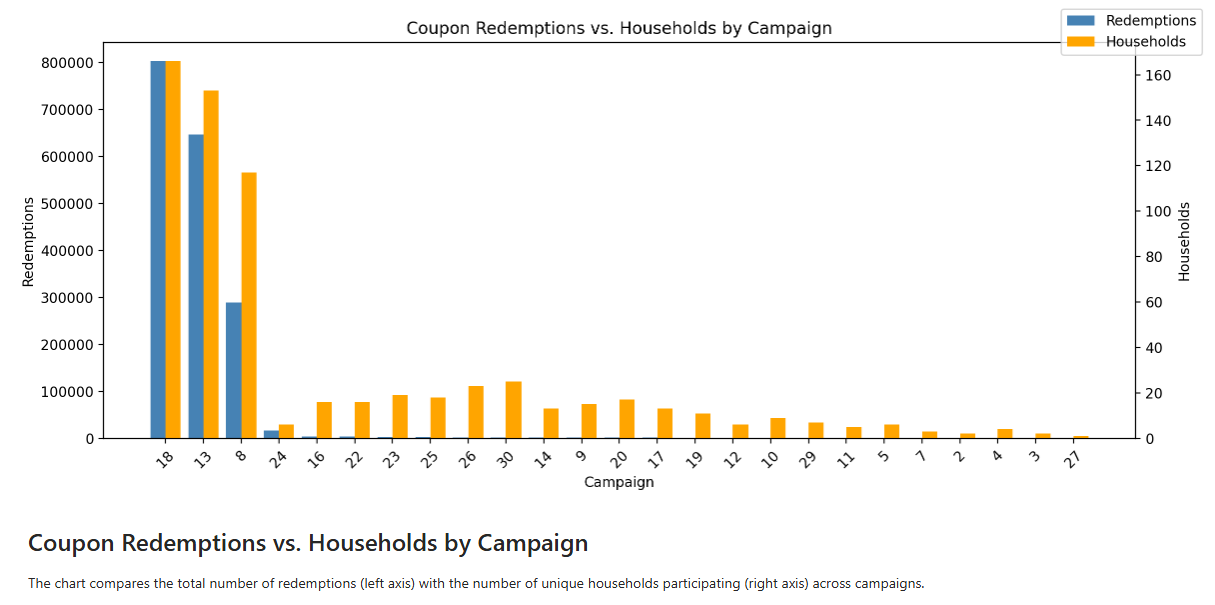 Coupon Redemptions vs. Households by Campaign
Redemptions
Households
800000
700000
600000
500000
400000
300000
200000
100000
0
Redemptions
160
140
120
100
80
60
40
20
0
Households
18 13 8 24 16 22 23 25 26 30 14 9 20 17 19 12 10 29 11 5 7 2 4 3 27
Campaign
Coupon Redemptions vs. Households by Campaign
The chart compares the total number of redemptions (left axis) with the number of unique households participating (right axis) across campaigns.